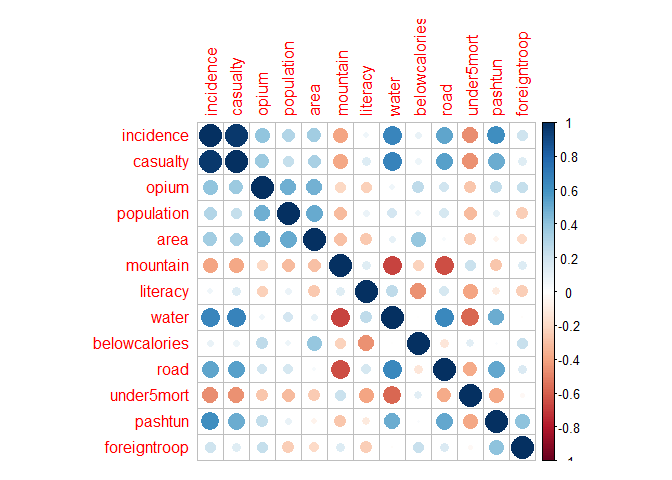 incidence
casualty
opium
population
area
mountain
literacy
water
belowcalories
road
under5mort
pashtun
foreigntroop
incidence
casualty
opium
population
area
mountain
literacy
water
belowcalories
road
under5mort
pashtun
foreigntroop
1
0.8
0.6
0.4
0.2
0
-0.2
-0.4
-0.6
-0.8
-1